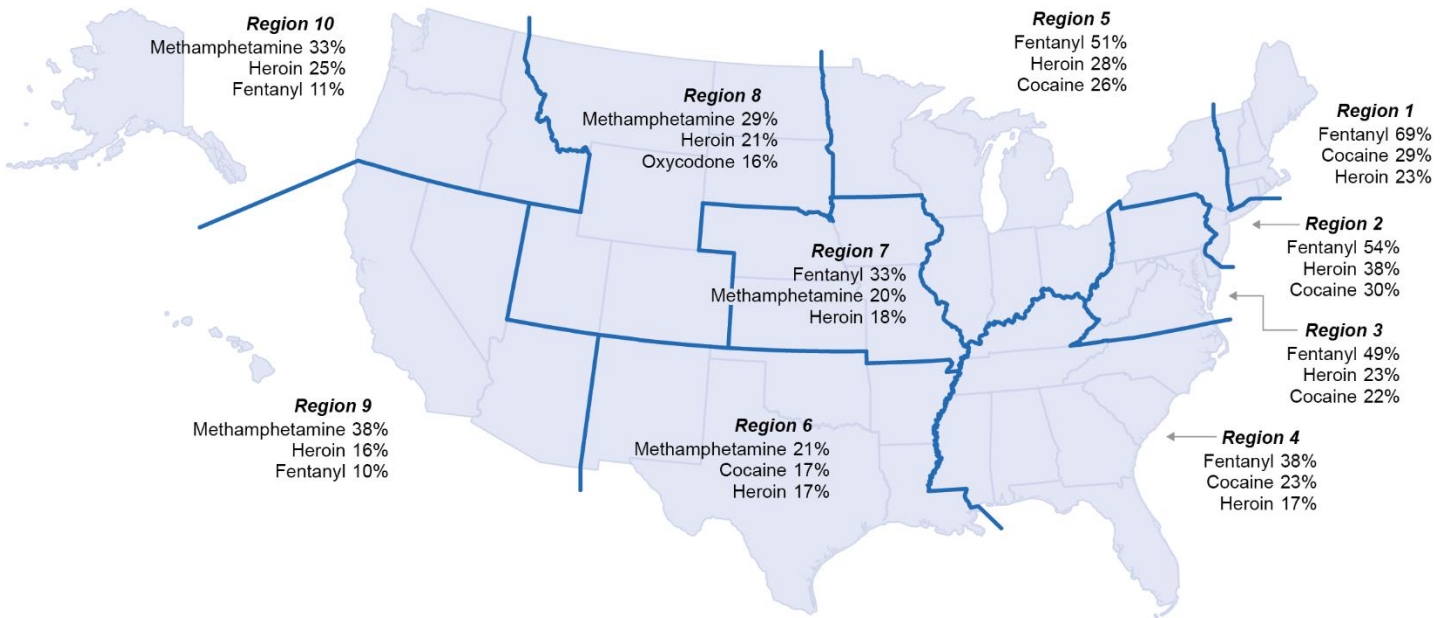 Region 10
Methamphetamine 33%
Heroin 25%
Fentanyl 11%
Region 8
Methamphetamine 29%
Heroin 21%
Oxycodone 16%
Region 5
Fentanyl 51%
Heroin 28%
Cocaine 26%
Region 1
Fentanyl 69%
Cocaine 29%
Heroin 23%
Region 2
Fentanyl 54%
Heroin 38%
Cocaine 30%
Region 7
Fentanyl 33%
Methamphetamine 20%
Heroin 18%
Region 3
Fentanyl 49%
Heroin 23%
Cocaine 22%
Region 9
Methamphetamine 38%
Heroin 16%
Fentanyl 10%
Region 6
Methamphetamine 21%
Cocaine 17%
Heroin 17%
Region 4
Fentanyl 38%
Cocaine 23%
Heroin 17%